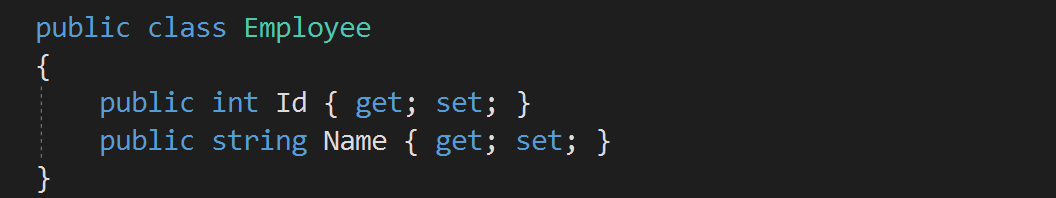 public class Employee
{
    public int Id { get; set; }
    public string Name { get; set; }
}